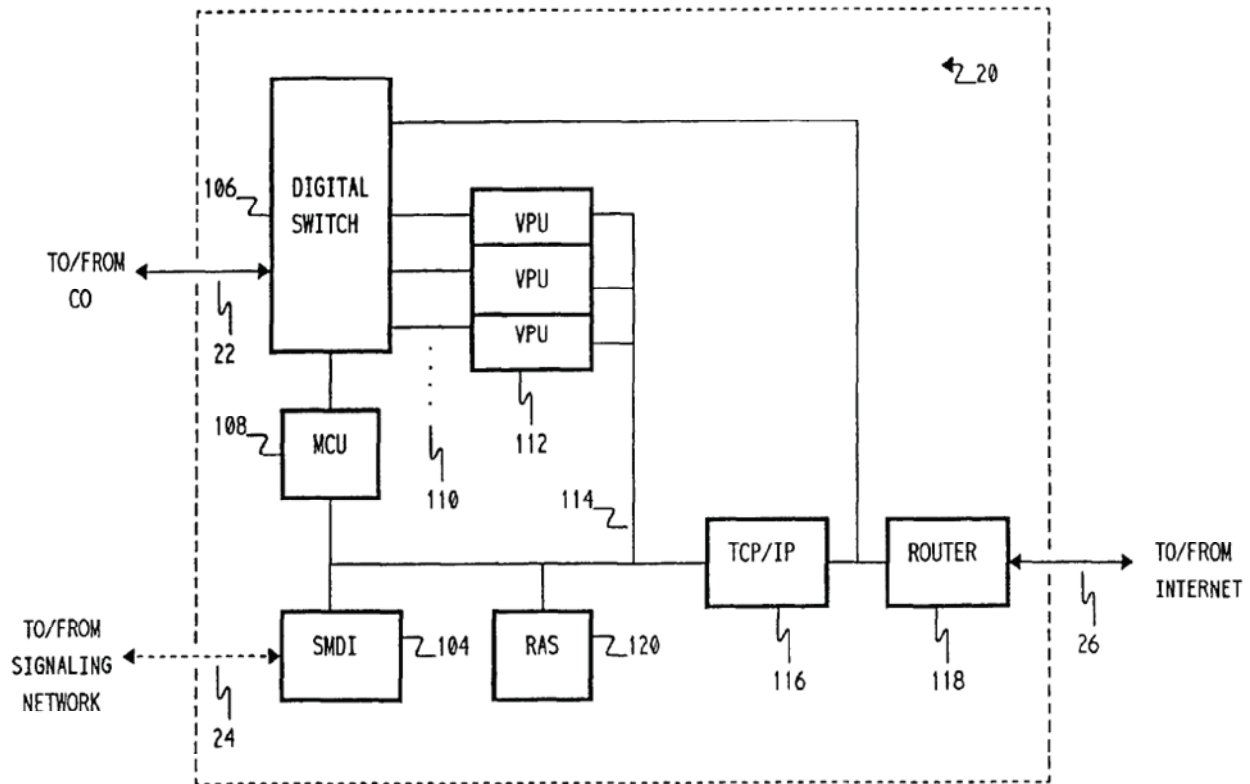 20
106
DIGITAL
SWITCH
VPU
VPU
VPU
TO/FROM
CO
22
108
MCU
110
112
114
TCP/IP
ROUTER
TO/FROM
INTERNET
TO/FROM
SIGNALING
NETWORK
SMDI
104
RAS
120
116
118
26
24